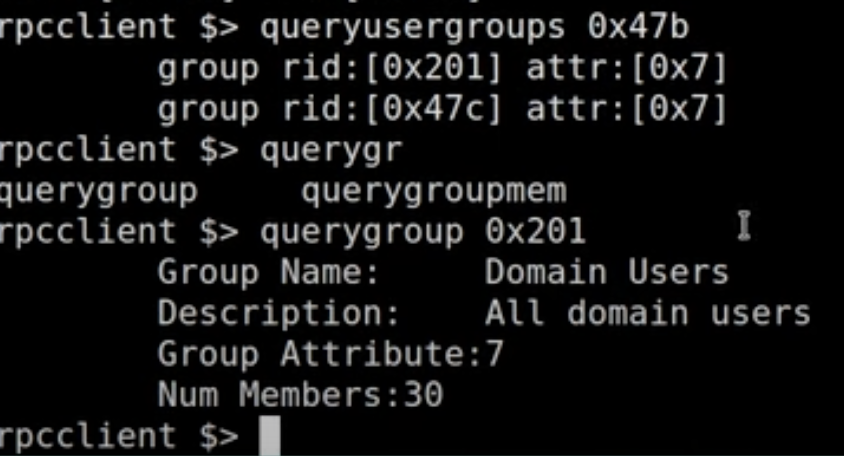 rpcclient $> queryusergroups 0x47b
group rid:[0x201] attr:[0x7]
group rid:[0x47c] attr:[0x7]
rpcclient $> querygr
querygroup querygroupmem
rpcclient $> querygroup 0x201
Group Name: Domain Users
Description: All domain users
Group Attribute:7
Num Members:30
rpcclient $>